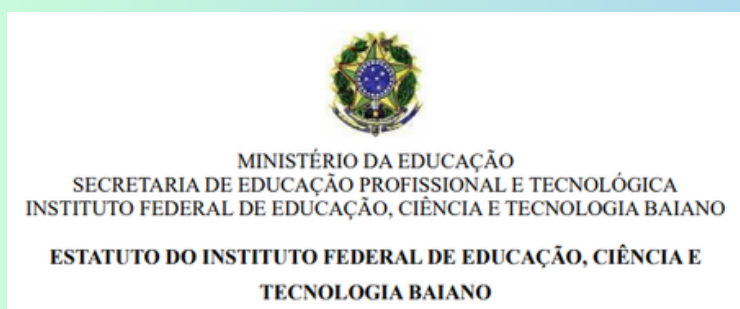 MINISTÉRIO DA EDUCAÇÃO
SECRETARIA DE EDUCAÇÃO PROFISSIONAL E TECNOLÓGICA
INSTITUTO FEDERAL DE EDUCAÇÃO, CIÊNCIA E TECNOLOGIA BAIANO
ESTATUTO DO INSTITUTO FEDERAL DE EDUCAÇÃO, CIÊNCIA E
TECNOLOGIA BAIANO